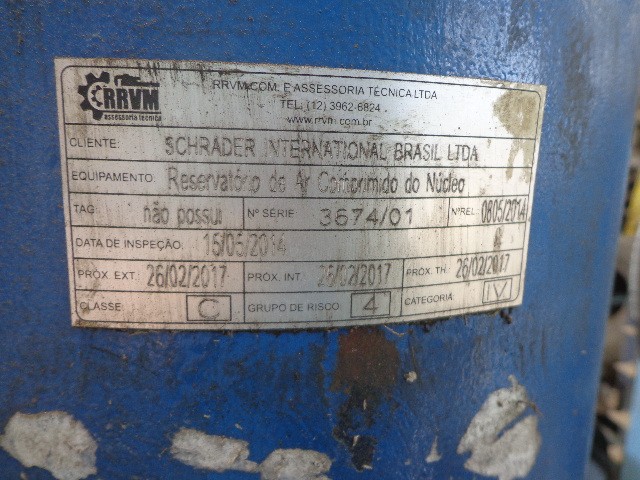 RRVM
assessoria técnica
RRVM COM. E ASSESSORIA TÉCNICA LTDA
TEL: (12) 3962-6824
www.rrvm.com.br
CLIENTE: SCHRADER INTERNATIONAL BRASIL LTDA
EQUIPAMENTO: Reservatório de Ar Comprimido do Núcleo
TAG: não possui Nº SÉRIE 3674/01 Nº REL. 0805/2014
DATA DE INSPEÇÃO: 15/05/2014
PRÓX. EXT: 26/02/2017 PRÓX. INT: 26/02/2017 PRÓX. TH: 26/02/2017
CLASSE: C GRUPO DE RISCO: 4 CATEGORIA: IV